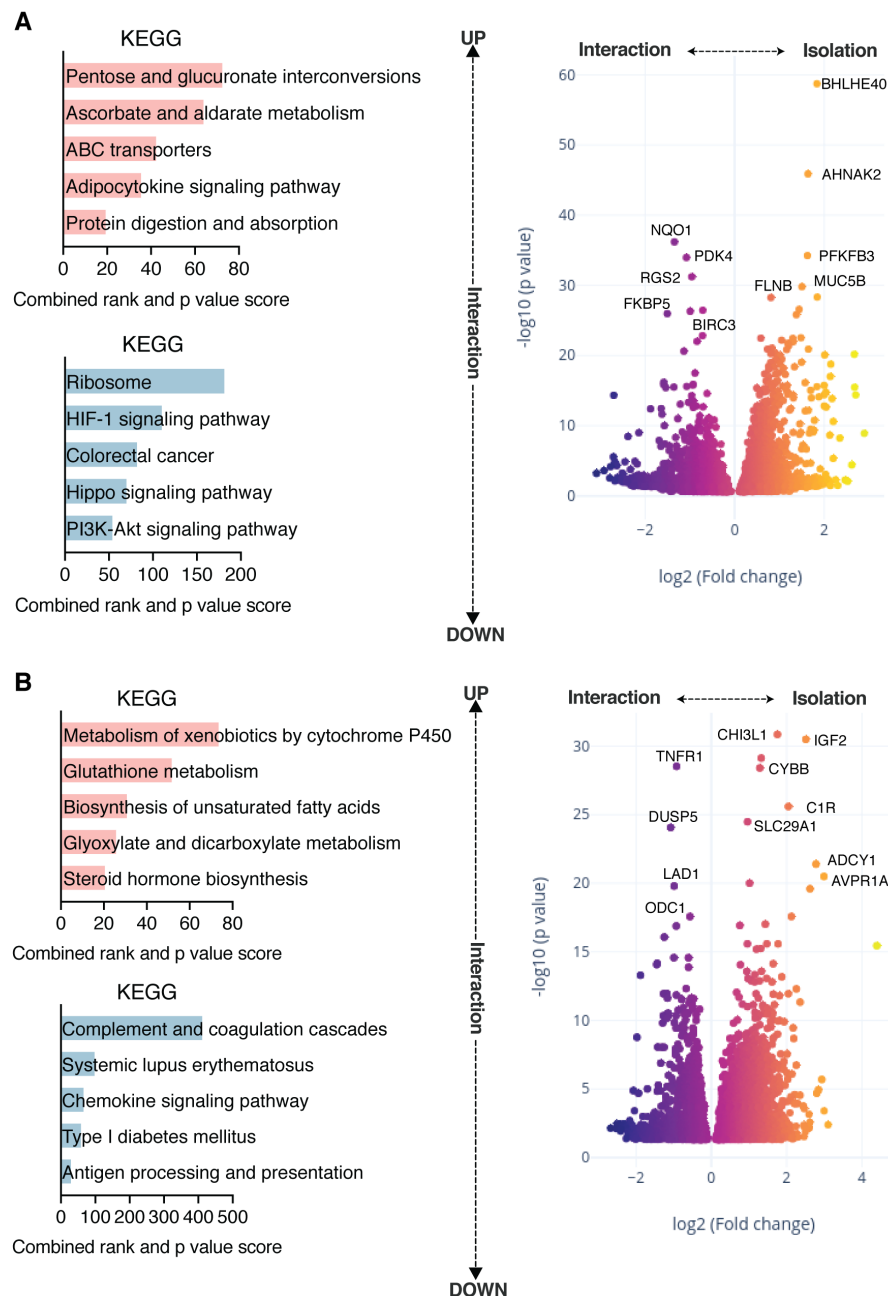 A
KEGG
Pentose and glucuronate interconversions
Ascorbate and aldarate metabolism
ABC transporters
Adipocytokine signaling pathway
Protein digestion and absorption
0 20 40 60 80
Combined rank and p value score
KEGG
Ribosome
HIF-1 signaling pathway
Colorectal cancer
Hippo signaling pathway
PI3K-Akt signaling pathway
0 50 100 150 200
Combined rank and p value score
UP
Interaction
DOWN
Interaction Isolation
60
50
40
30
20
10
0
-log10 (p value)
BHLHE40
AHNAK2
NQO1
PDK4
PFKFB3
RGS2
FLNB
MUC5B
FKBP5
BIRC3
−2 0 2
log2 (Fold change)
B
KEGG
Metabolism of xenobiotics by cytochrome P450
Glutathione metabolism
Biosynthesis of unsaturated fatty acids
Glyoxylate and dicarboxylate metabolism
Steroid hormone biosynthesis
0 20 40 60 80
Combined rank and p value score
KEGG
Complement and coagulation cascades
Systemic lupus erythematosus
Chemokine signaling pathway
Type I diabetes mellitus
Antigen processing and presentation
0 100 200 300 400 500
Combined rank and p value score
UP
Interaction
DOWN
Interaction Isolation
30
25
20
15
10
5
0
-log10 (p value)
CHI3L1
IGF2
TNFR1
CYBB
C1R
DUSP5
SLC29A1
ADCY1
LAD1
AVPR1A
ODC1
−2 0 2 4
log2 (Fold change)